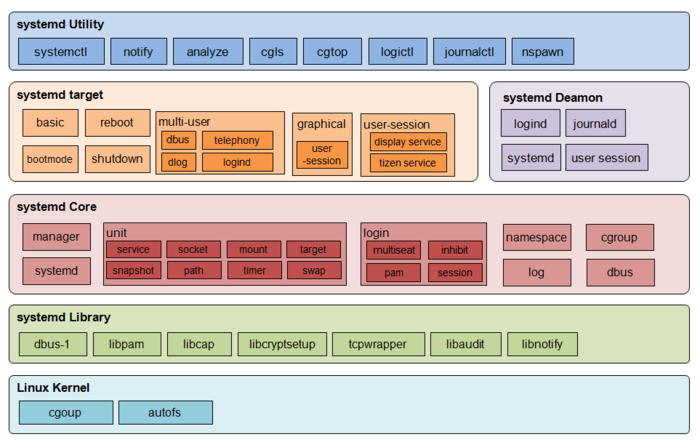 systemd Utility
systemctl notify analyze cgls cgtop logictl journalctl nspawn
systemd target
basic reboot
bootmode shutdown
multi-user
dbus telephony
dlog logind
graphical
user
-session
user-session
display service
tizen service
systemd Deamon
logind journald
systemd user session
systemd Core
manager
systemd
unit
service socket mount target
snapshot path timer swap
login
multiseat inhibit
pam session
namespace cgroup
log dbus
systemd Library
dbus-1 libpam libcap libcryptsetup tcpwrapper libaudit libnotify
Linux Kernel
cgoup autofs